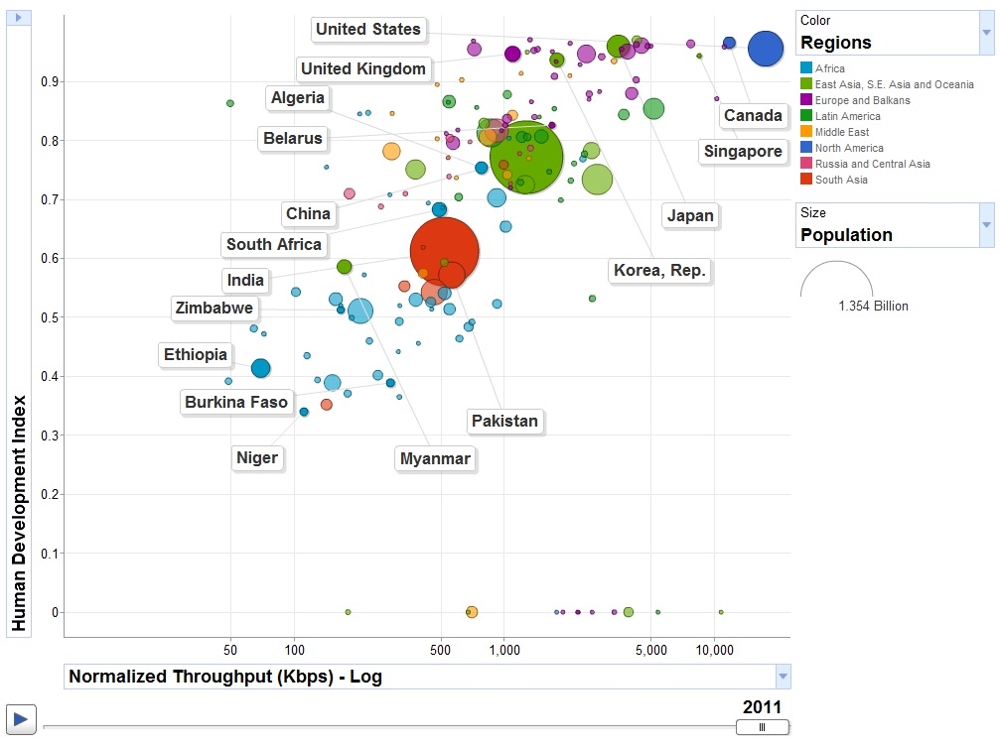 Human Development Index
0.9
0.8
0.7
0.6
0.5
0.4
0.3
0.2
0.1
0
United States
United Kingdom
Algeria
Belarus
China
South Africa
India
Zimbabwe
Ethiopia
Burkina Faso
Niger
Myanmar
Pakistan
Korea, Rep.
Japan
Singapore
Canada
50
100
500
1,000
5,000
10,000
Normalized Throughput (Kbps) - Log
2011
Color
Regions
Africa
East Asia, S.E. Asia and Oceania
Europe and Balkans
Latin America
Middle East
North America
Russia and Central Asia
South Asia
Size
Population
1.354 Billion